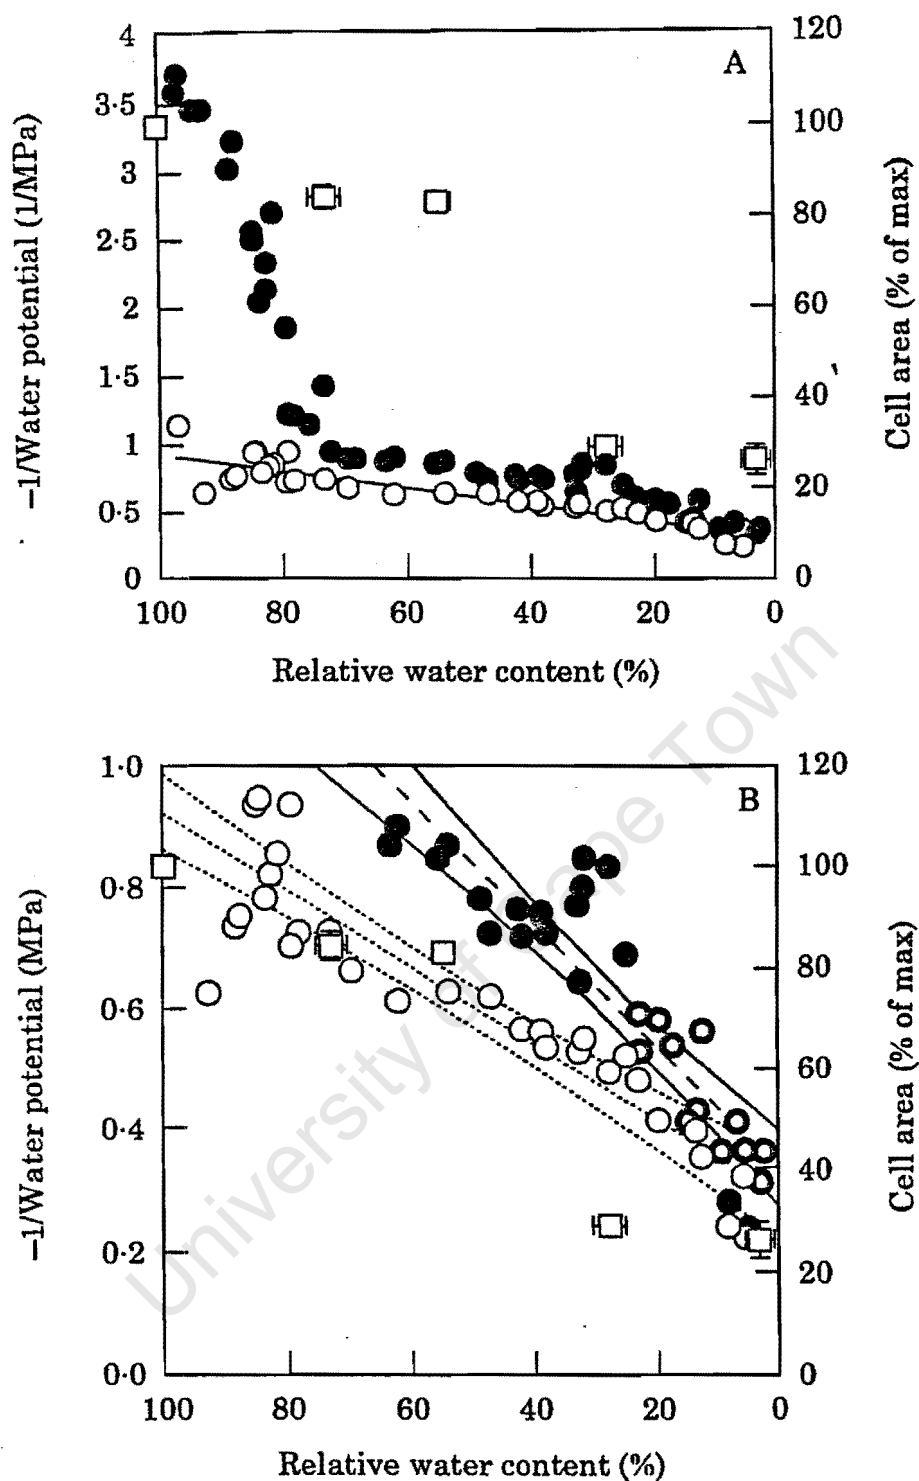 A
4
3·5
3
2·5
2
1·5
1
0·5
0
−1/Water potential (1/MPa)
120
100
80
60
40
20
0
Cell area (% of max)
100 80 60 40 20 0
Relative water content (%)
B
1·0
0·8
0·6
0·4
0·2
0·0
−1/Water potential (MPa)
120
100
80
60
40
20
0
Cell area (% of max)
100 80 60 40 20 0
Relative water content (%)
University of Cape Town